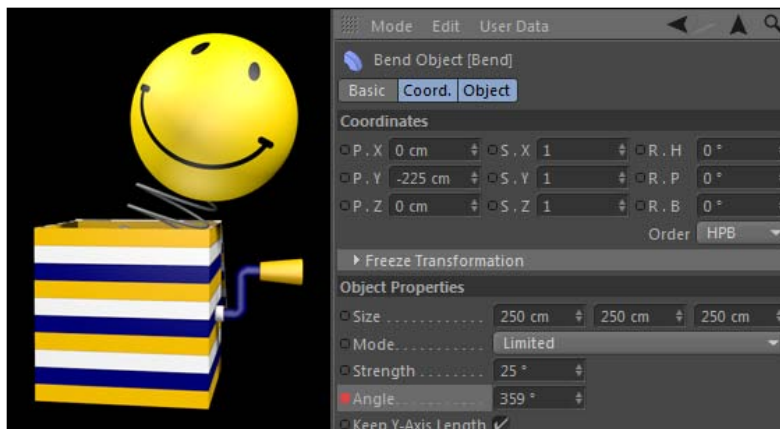 Mode Edit User Data
Bend Object [Bend]
Basic Coord. Object
Coordinates
P . X 0 cm S . X 1 R . H 0 °
P . Y -225 cm S . Y 1 R . P 0 °
P . Z 0 cm S . Z 1 R . B 0 °
Order HPB
Freeze Transformation
Object Properties
Size . . . . . . . . . . . . 250 cm 250 cm 250 cm
Mode. . . . . . . . . . . Limited
Strength . . . . . . . . 25 °
Angle. . . . . . . . . . . 359 °
Keep Y-Axis Length